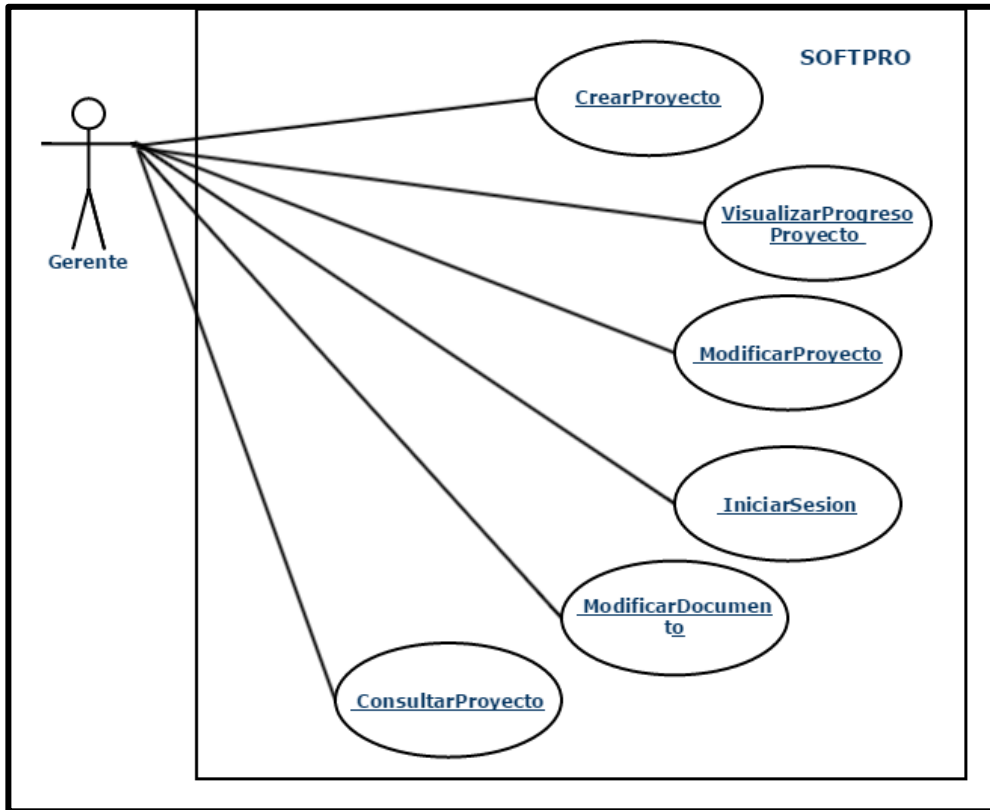 SOFTPRO
CrearProyecto
VisualizarProgreso
Proyecto
Gerente
ModificarProyecto
IniciarSesion
ModificarDocumen
to
ConsultarProyecto